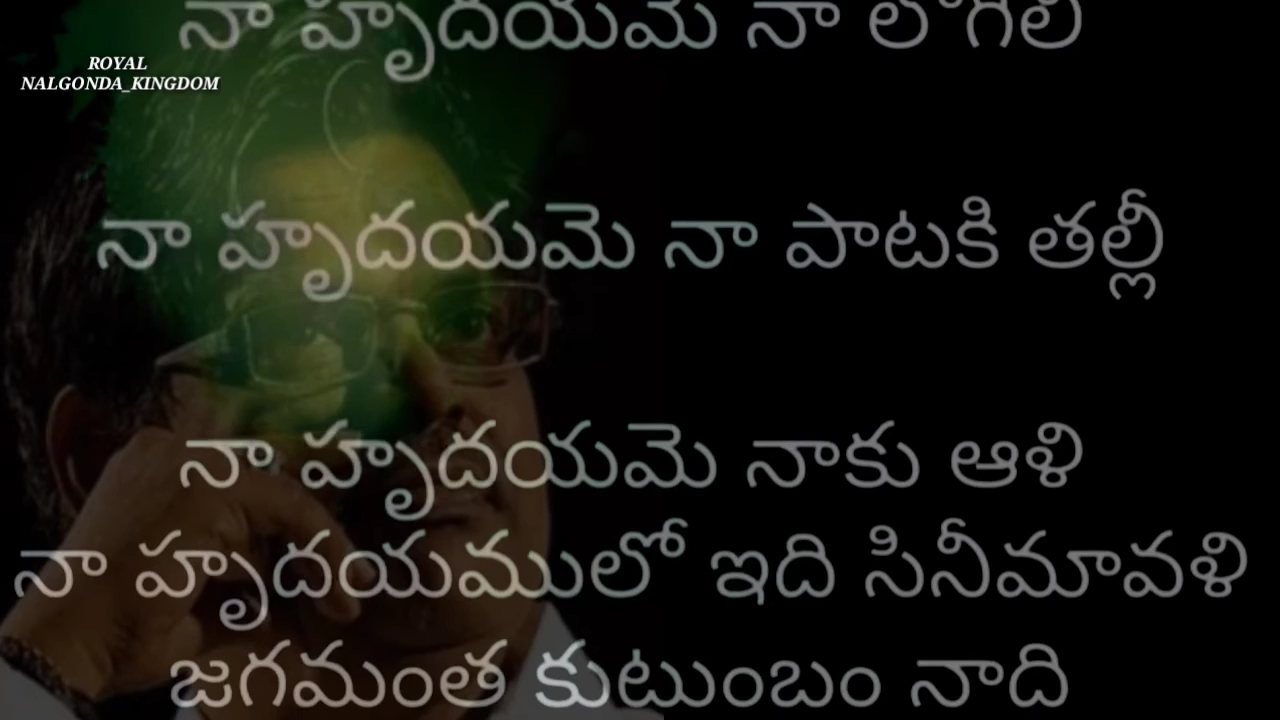 నా హృదయమె నా లోగిలి
ROYAL
NALGONDA_KINGDOM
నా హృదయమె నా పాటకి తల్లీ
నా హృదయమె నాకు ఆళి
నా హృదయములో ఇది సినీమావళి
జగమంత కుటుంబం నాది